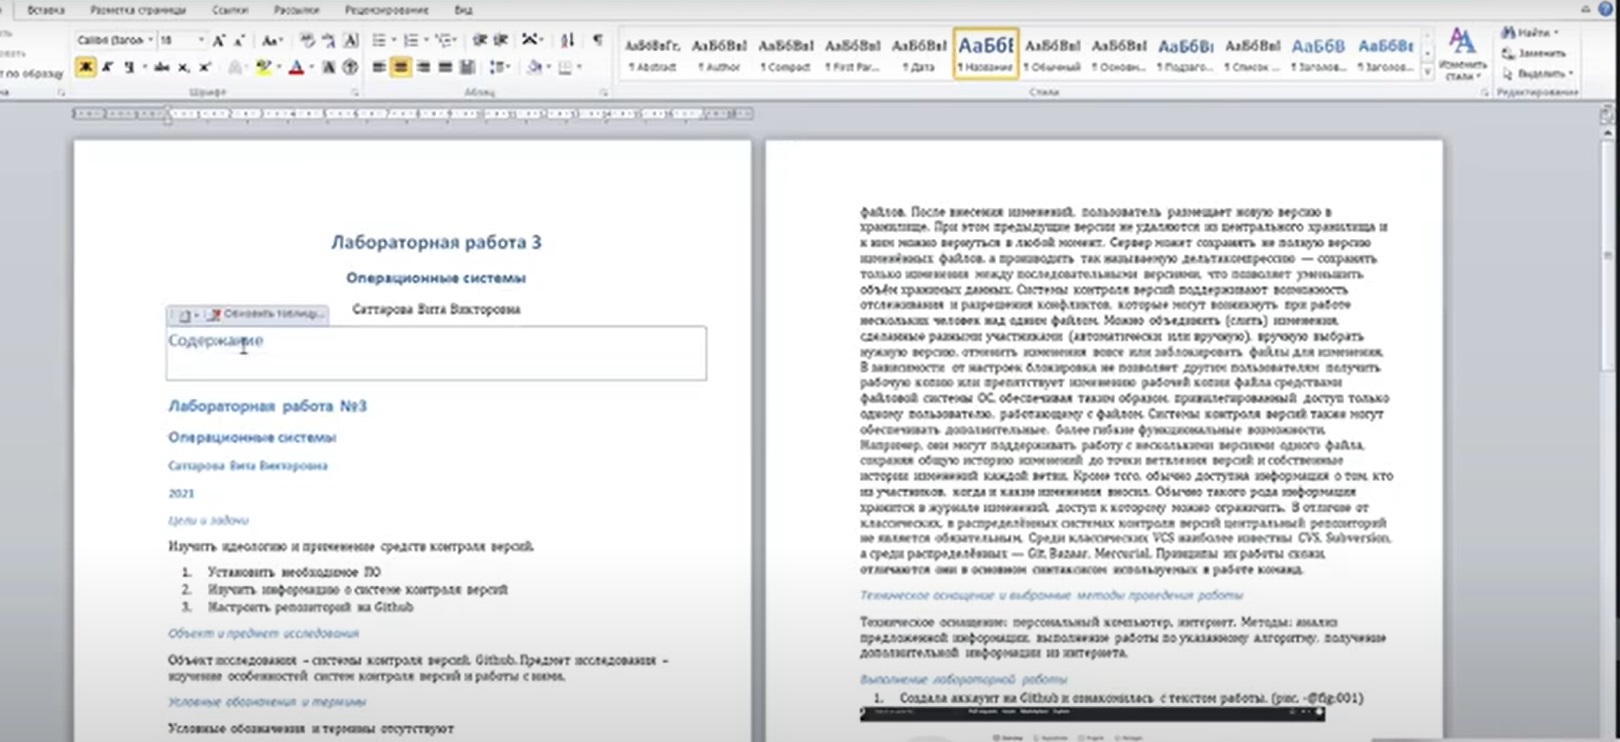 Вставка Разметка страницы Ссылки Рассылки Рецензирование Вид
Calibri (Загол 18
АаБбВвГг, АаБбВвІ АаБбВвІ АаБбВвІ АаБбВвІ АаБбІ АаБбВвІ АаБбВвІ АаБбВвІ АаБбВвІ АаБбВ АаБбВв
Abstract Author Compact First Par... Дата Название Обычный Основн... Подзаго... Список ... Заголов... Заголов...
Изменить стили
Найти
Заменить
Выделить
по образцу
Шрифт Абзац Стили Редактирование
Лабораторная работа 3
Операционные системы
Саттарова Вита Викторовна
Обновить таблицу...
Содержание
Лабораторная работа №3
Операционные системы
Саттарова Вита Викторовна
2021
Цели и задачи
Изучить идеологию и применение средств контроля версий.
1. Установить необходимое ПО
2. Изучить информацию о системе контроля версий
3. Настроить репозиторий на Github
Объект и предмет исследования
Объект исследования – системы контроля версий, Github. Предмет исследования –
изучение особенностей систем контроля версий и работы с ними.
Условные обозначения и термины
Условные обозначения и термины отсутствуют
файлов. После внесения изменений, пользователь размещает новую версию в
хранилище. При этом предыдущие версии не удаляются из центрального хранилища и
к ним можно вернуться в любой момент. Сервер может сохранять не полную версию
изменённых файлов, а производить так называемую дельтакомпрессию — сохранять
только изменения между последовательными версиями, что позволяет уменьшить
объём хранимых данных. Системы контроля версий поддерживают возможность
отслеживания и разрешения конфликтов, которые могут возникнуть при работе
нескольких человек над одним файлом. Можно объединить (слить) изменения,
сделанные разными участниками (автоматически или вручную), вручную выбрать
нужную версию, отменить изменения вовсе или заблокировать файлы для изменения.
В зависимости от настроек блокировка не позволяет другим пользователям получить
рабочую копию или препятствует изменению рабочей копии файла средствами
файловой системы ОС, обеспечивая таким образом, привилегированный доступ только
одному пользователю, работающему с файлом. Системы контроля версий также могут
обеспечивать дополнительные, более гибкие функциональные возможности.
Например, они могут поддерживать работу с несколькими версиями одного файла,
сохраняя общую историю изменений до точки ветвления версий и собственные
истории изменений каждой ветви. Кроме того, обычно доступна информация о том, кто
из участников, когда и какие изменения вносил. Обычно такого рода информация
хранится в журнале изменений, доступ к которому можно ограничить. В отличие от
классических, в распределённых системах контроля версий центральный репозиторий
не является обязательным. Среди классических VCS наиболее известны CVS, Subversion,
а среди распределённых — Git, Bazaar, Mercurial. Принципы их работы схожи,
отличаются они в основном синтаксисом используемых в работе команд.
Техническое оснащение и выбранные методы проведения работы
Техническое оснащение: персональный компьютер, интернет. Методы: анализ
предложенной информации, выполнение работы по указанному алгоритму, получение
дополнительной информации из интернета.
Выполнение лабораторной работы
1. Создала аккаунт на Github и ознакомилась с текстом работы. (рис. -@fig:001)